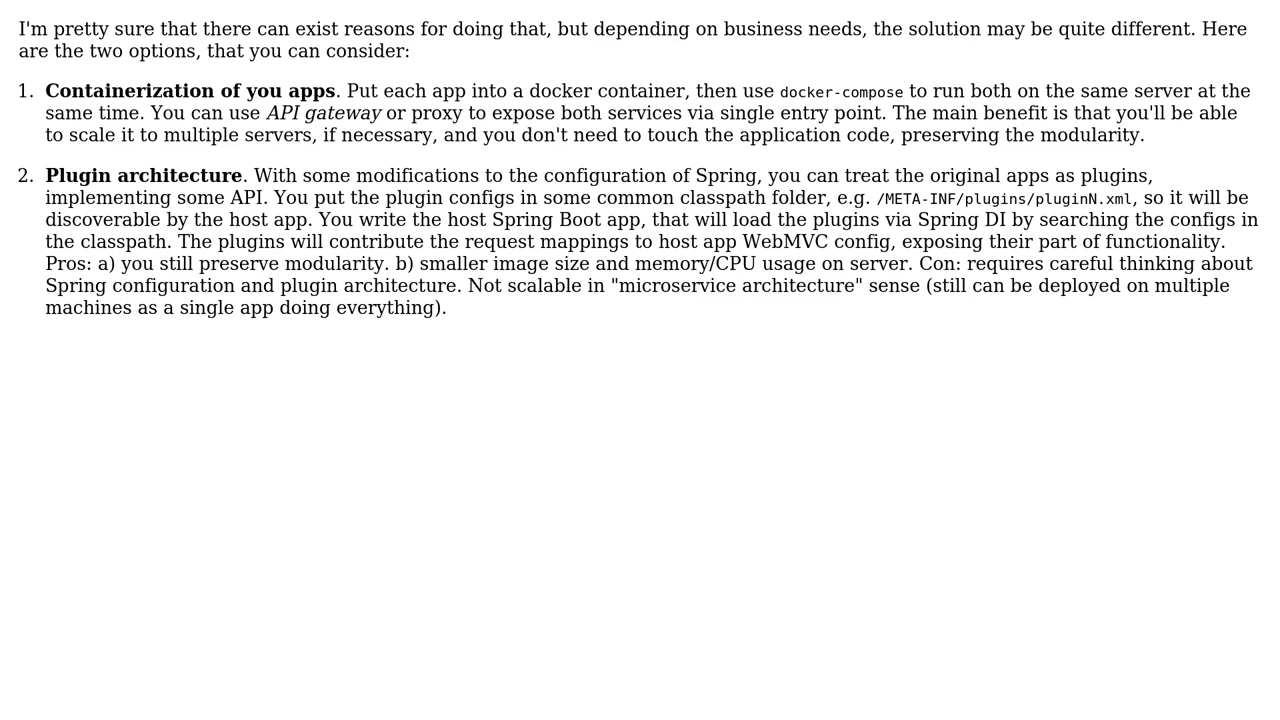 I'm pretty sure that there can exist reasons for doing that, but depending on business needs, the solution may be quite different. Here
are the two options, that you can consider:
1. Containerization of you apps. Put each app into a docker container, then use docker-compose to run both on the same server at the
same time. You can use API gateway or proxy to expose both services via single entry point. The main benefit is that you'll be able
to scale it to multiple servers, if necessary, and you don't need to touch the application code, preserving the modularity.
2. Plugin architecture. With some modifications to the configuration of Spring, you can treat the original apps as plugins,
implementing some API. You put the plugin configs in some common classpath folder, e.g. /META-INF/plugins/pluginN.xml, so it will be
discoverable by the host app. You write the host Spring Boot app, that will load the plugins via Spring DI by searching the configs in
the classpath. The plugins will contribute the request mappings to host app WebMVC config, exposing their part of functionality.
Pros: a) you still preserve modularity. b) smaller image size and memory/CPU usage on server. Con: requires careful thinking about
Spring configuration and plugin architecture. Not scalable in "microservice architecture" sense (still can be deployed on multiple
machines as a single app doing everything).